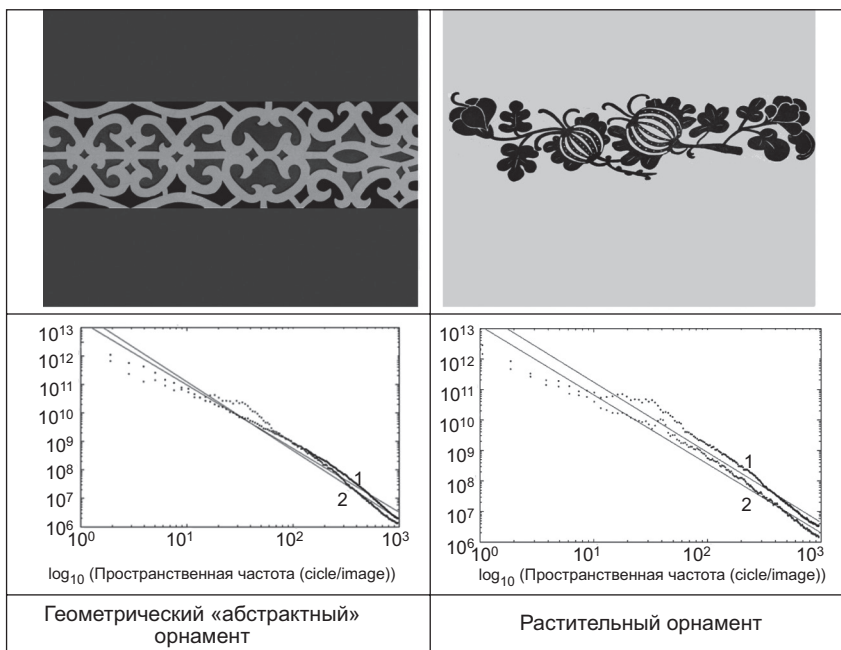 10¹³
10¹²
10¹¹
10¹⁰
10⁹
10⁸
10⁷
10⁶
1
2
10⁰ 10¹ 10² 10³
log₁₀ (Пространственная частота (cicle/image))
10¹³
10¹²
10¹¹
10¹⁰
10⁹
10⁸
10⁷
10⁶
1
2
10⁰ 10¹ 10² 10³
log₁₀ (Пространственная частота (cicle/image))
Геометрический «абстрактный»
орнамент
Растительный орнамент